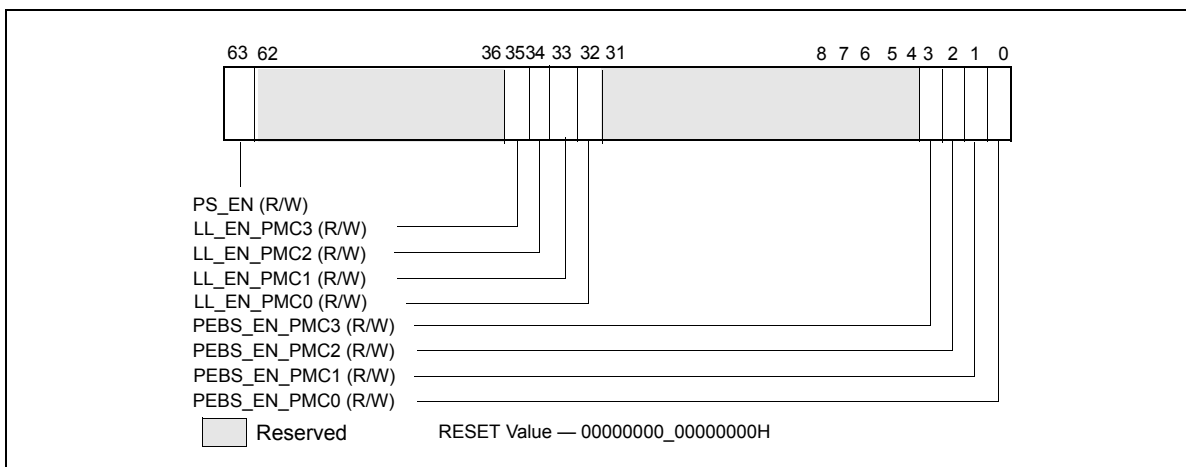 63 62 36 35 34 33 32 31 8 7 6 5 4 3 2 1 0
PS_EN (R/W)
LL_EN_PMC3 (R/W)
LL_EN_PMC2 (R/W)
LL_EN_PMC1 (R/W)
LL_EN_PMC0 (R/W)
PEBS_EN_PMC3 (R/W)
PEBS_EN_PMC2 (R/W)
PEBS_EN_PMC1 (R/W)
PEBS_EN_PMC0 (R/W)
Reserved RESET Value — 00000000_00000000H